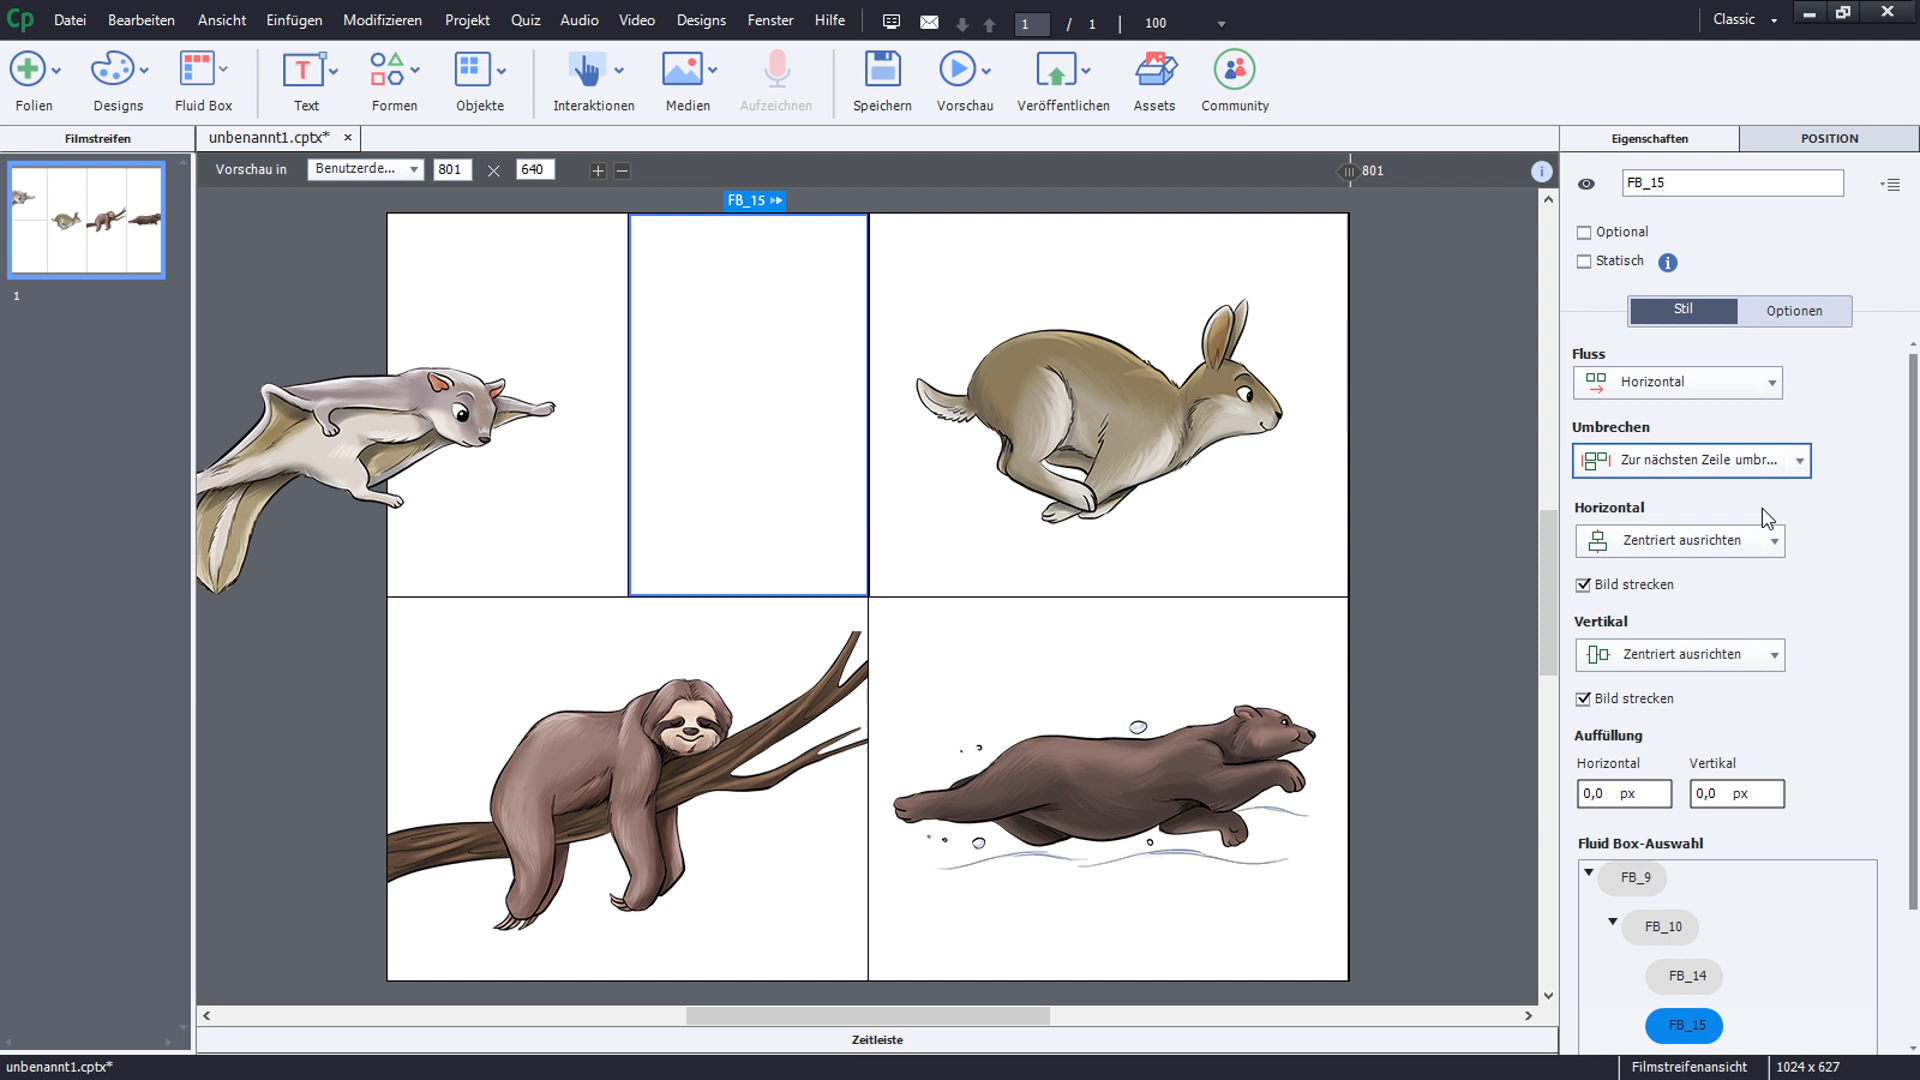 Cp Datei Bearbeiten Ansicht Einfügen Modifizieren Projekt Quiz Audio Video Designs Fenster Hilfe 1 / 1 100 Classic
Folien Designs Fluid Box Text Formen Objekte Interaktionen Medien Aufzeichnen Speichern Vorschau Veröffentlichen Assets Community
Filmstreifen unbenannt1.cptx* Eigenschaften POSITION
Vorschau in Benutzerde... 801 640 801
FB_15
FB_15
Optional
Statisch
Stil Optionen
1
Fluss
Horizontal
Umbrechen
Zur nächsten Zeile umbr...
Horizontal
Zentriert ausrichten
Bild strecken
Vertikal
Zentriert ausrichten
Bild strecken
Auffüllung
Horizontal Vertikal
0,0 px 0,0 px
Fluid Box-Auswahl
FB_9
FB_10
FB_14
FB_15
Zeitleiste
unbenannt1.cptx* Filmstreifenansicht 1024 x 627